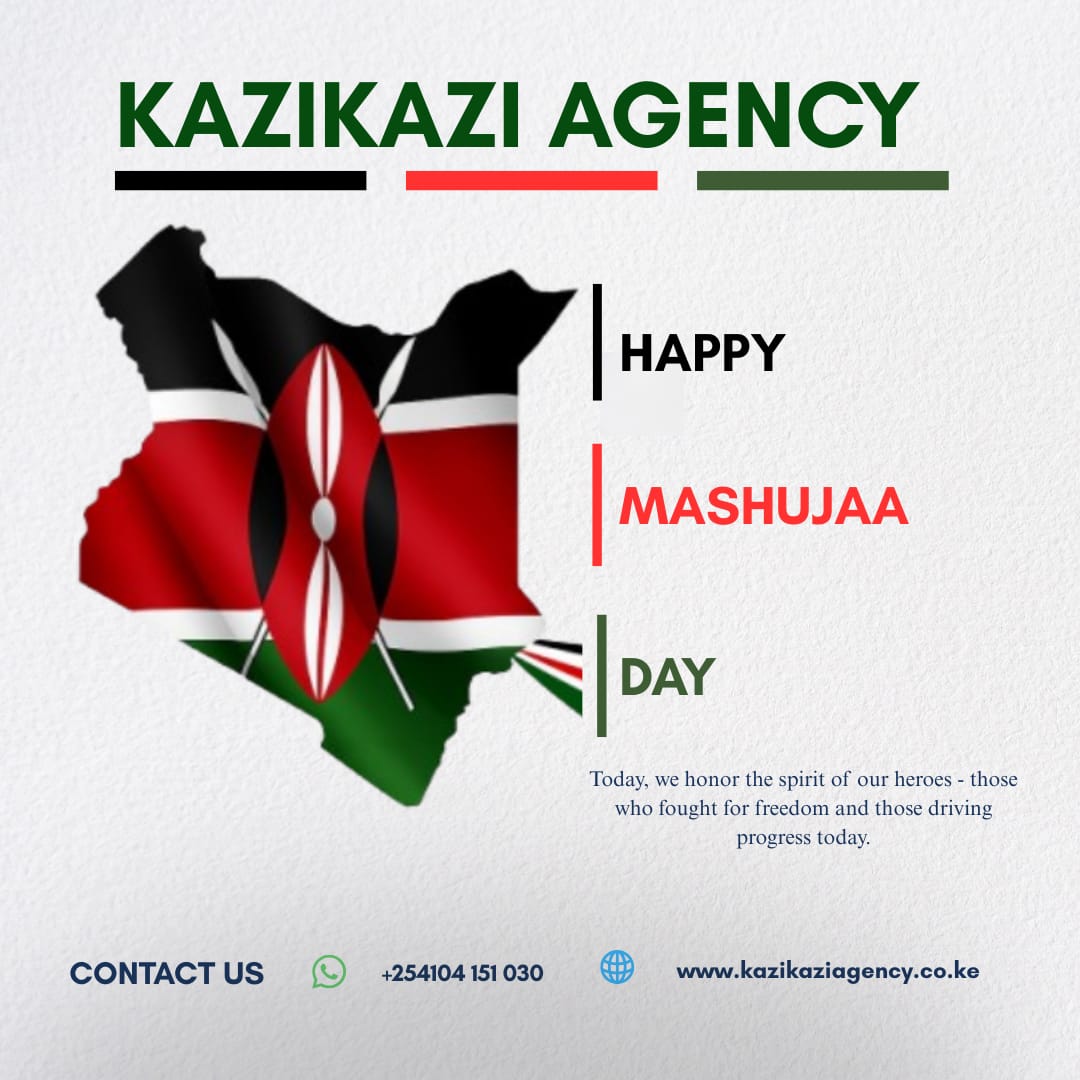 KAZIKAZI AGENCY
HAPPY
MASHUJAA
DAY
Today, we honor the spirit of our heroes - those
who fought for freedom and those driving
progress today.
CONTACT US +254104 151 030 www.kazikaziagency.co.ke